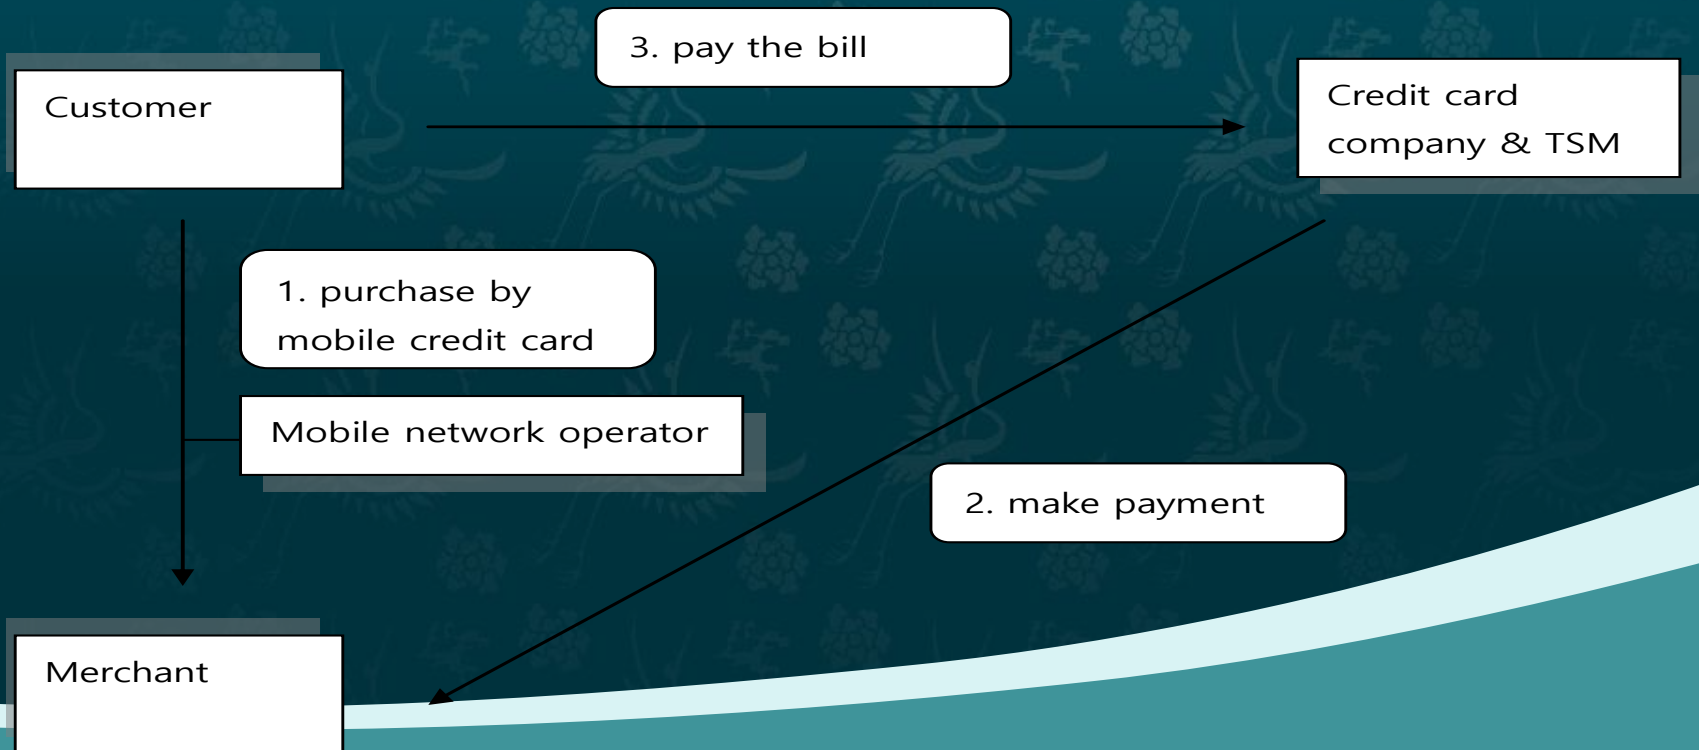 3. pay the bill
Customer
Credit card
company & TSM
1. purchase by
mobile credit card
Mobile network operator
2. make payment
Merchant